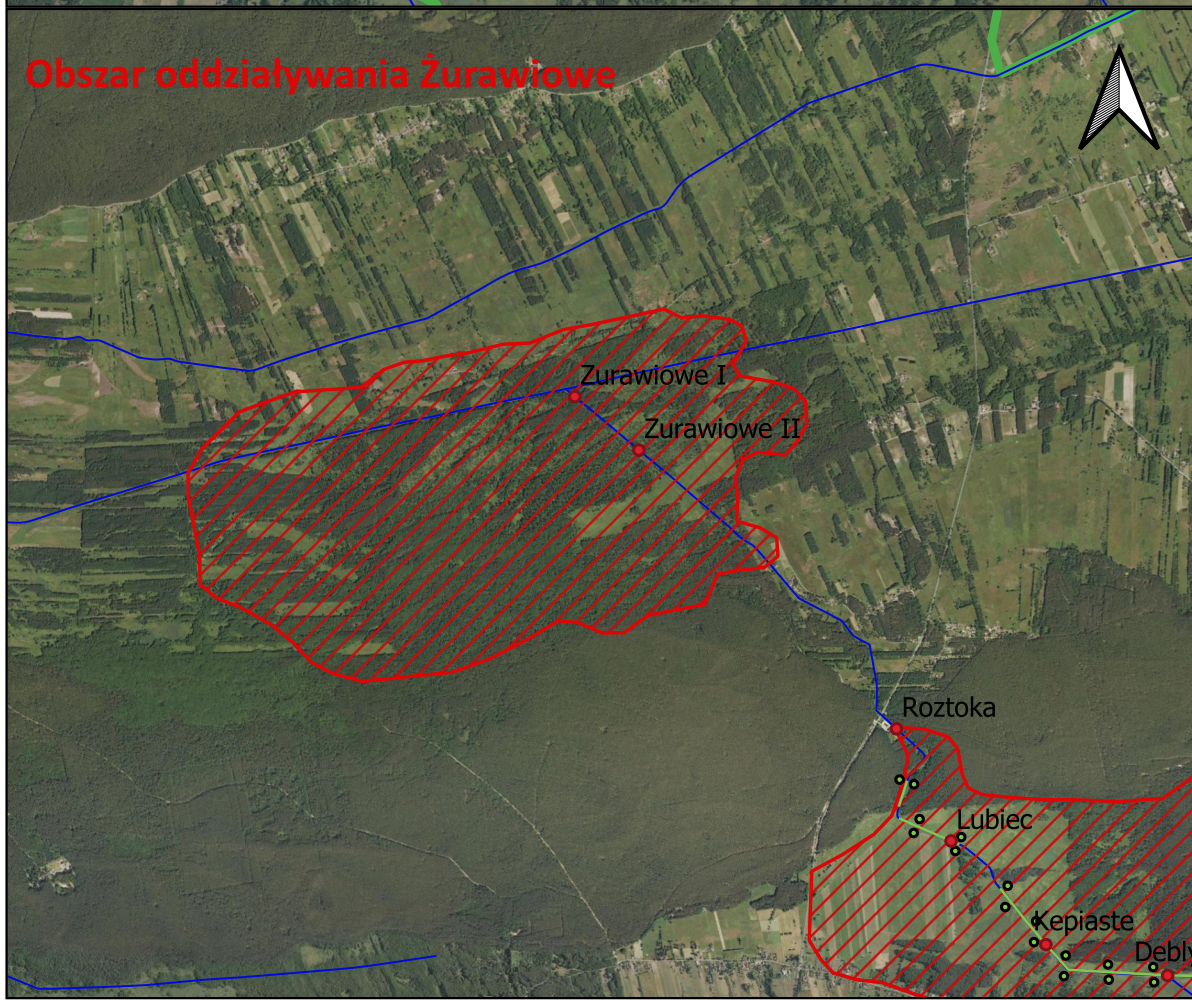 Obszar oddziaływania Żurawiowe
Zurawiowe I
Zurawiowe II
Roztoka
Lubiec
Kepiaste